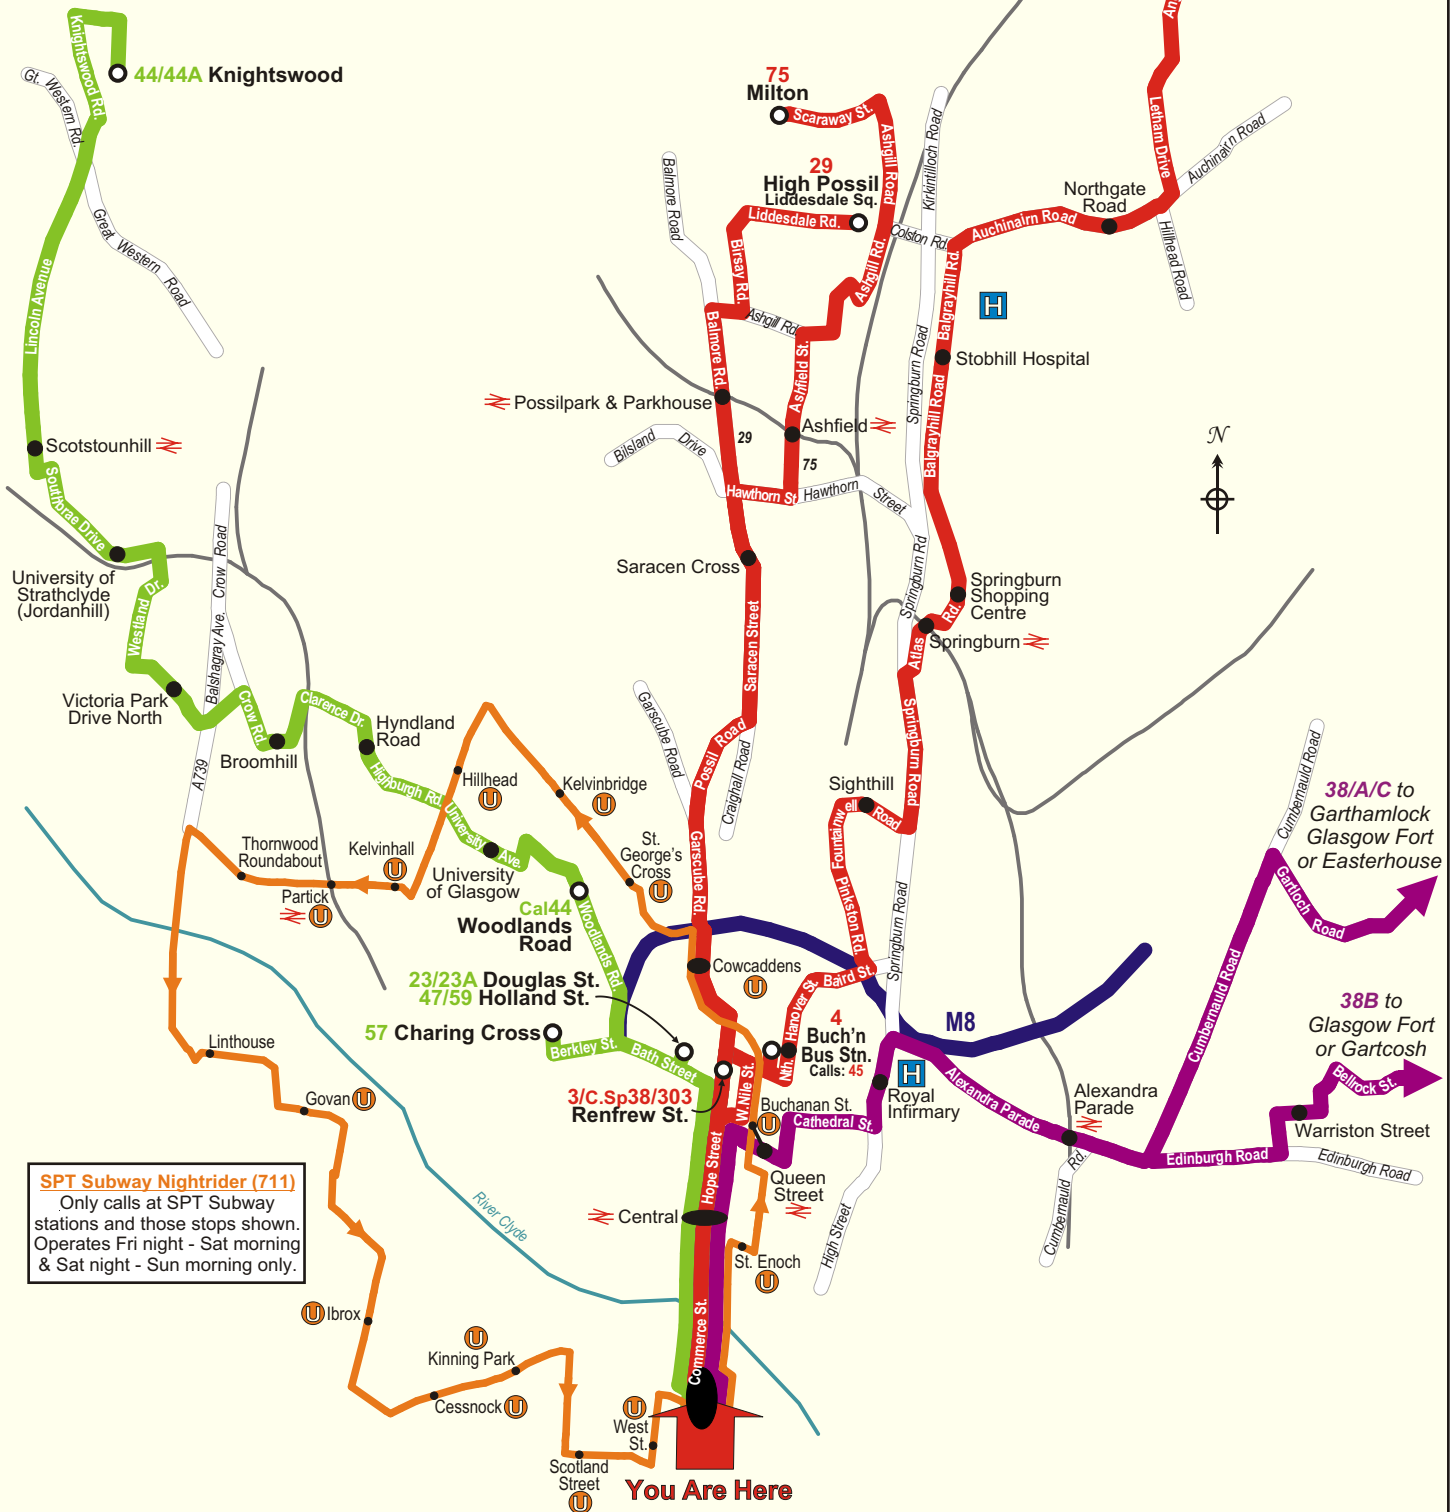 Knightswood Rd.
44/44A Knightswood
Gt. Western Rd.
Great Western Road
Lincoln Avenue
Scotstounhill
Southbrae Drive
University of
Strathclyde
(Jordanhill)
Westland Dr.
Crow Road
Balshagray Ave.
A739
Victoria Park
Drive North
Crow Rd.
Broomhill
Clarence Dr.
Hyndland
Road
Highburgh Rd.
University Ave.
University
of Glasgow
Cal44
Woodlands
Road
Woodlands Rd.
23/23A Douglas St.
47/59 Holland St.
57 Charing Cross
Berkley St.
Bath Street
75
Milton
Scaraway St.
Ashgill Road
29
High Possil
Liddesdale Sq.
Liddesdale Rd.
Birsay Rd.
Balmore Road
Balmore Rd.
Ashgill Rd.
Ashgill Rd.
Ashfield St.
Colston Rd.
Kirkintilloch Road
Possilpark & Parkhouse
Ashfield
29
75
Bilsland Drive
Hawthorn St
Hawthorn Street
Saracen Cross
Saracen Street
Possil Road
Craighall Road
Garscube Road
Garscube Rd.
Letham Drive
Auchinairn Road
Northgate
Road
Auchinairn Road
Hillhead Road
Balgrayhill Rd.
H
Stobhill Hospital
Balgrayhill Road
Springburn Road
Springburn Rd
N
Springburn
Shopping
Centre
Atlas Rd.
Springburn
Springburn Road
Sighthill
Fountainwell Road
Pinkston Rd.
Springburn Road
Baird St.
Nth. Hanover St.
M8
4
Buch'n
Bus Stn.
Calls: 45
Cowcaddens
U
W.Nile St.
3/C.Sp38/303
Renfrew St.
Buchanan St.
U
Cathedral St.
H
Royal
Infirmary
Alexandra Parade
Alexandra
Parade
Cumbernauld Rd.
Cumbernauld Road
Cumbernauld Road
38/A/C to
Garthamlock
Glasgow Fort
or Easterhouse
Gartloch Road
38B to
Glasgow Fort
or Gartcosh
Bellrock St.
Warriston Street
Edinburgh Road
Edinburgh Road
Queen
Street
High Street
Hope Street
Central
St. Enoch
U
Commerce St.
You Are Here
Hillhead
U
Kelvinbridge
U
St.
George's
Cross
U
Kelvinhall
U
Thornwood
Roundabout
Partick
U
Linthouse
Govan U
U Ibrox
U
Kinning Park
Cessnock U
Scotland
Street
U
U
West
St.
River Clyde
SPT Subway Nightrider (711)
Only calls at SPT Subway
stations and those stops shown.
Operates Fri night - Sat morning
& Sat night - Sun morning only.